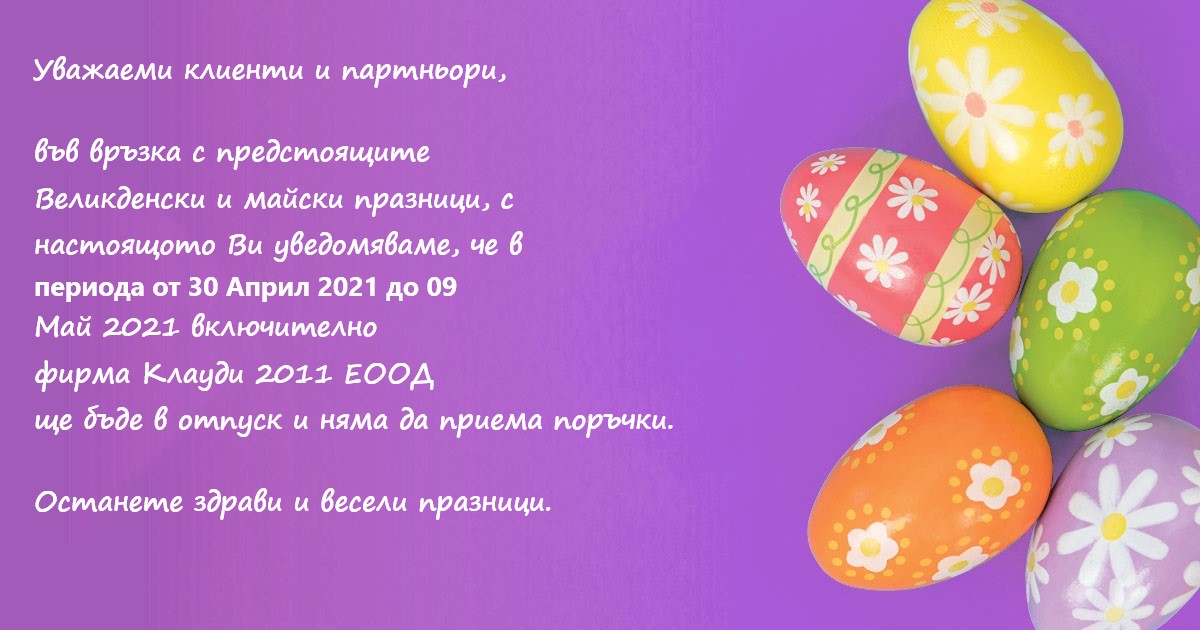 Уважаеми клиенти и партньори,
във връзка с предстоящите
Великденски и майски празници, с
настоящото Ви уведомяваме, че в
периода от 30 Април 2021 до 09
Май 2021 включително
фирма Клауди 2011 ЕООД
ще бъде в отпуск и няма да приема поръчки.
Останете здрави и весели празници.